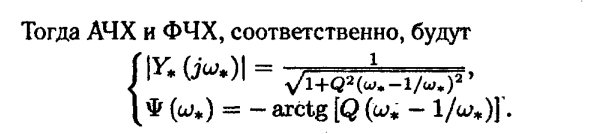 Тогда АЧХ и ФЧХ, соответственно, будут
|Y* (jω*)| = 1/√(1+Q²(ω*−1/ω*)²),
Ψ (ω*) = − arctg [Q (ω* − 1/ω*)].